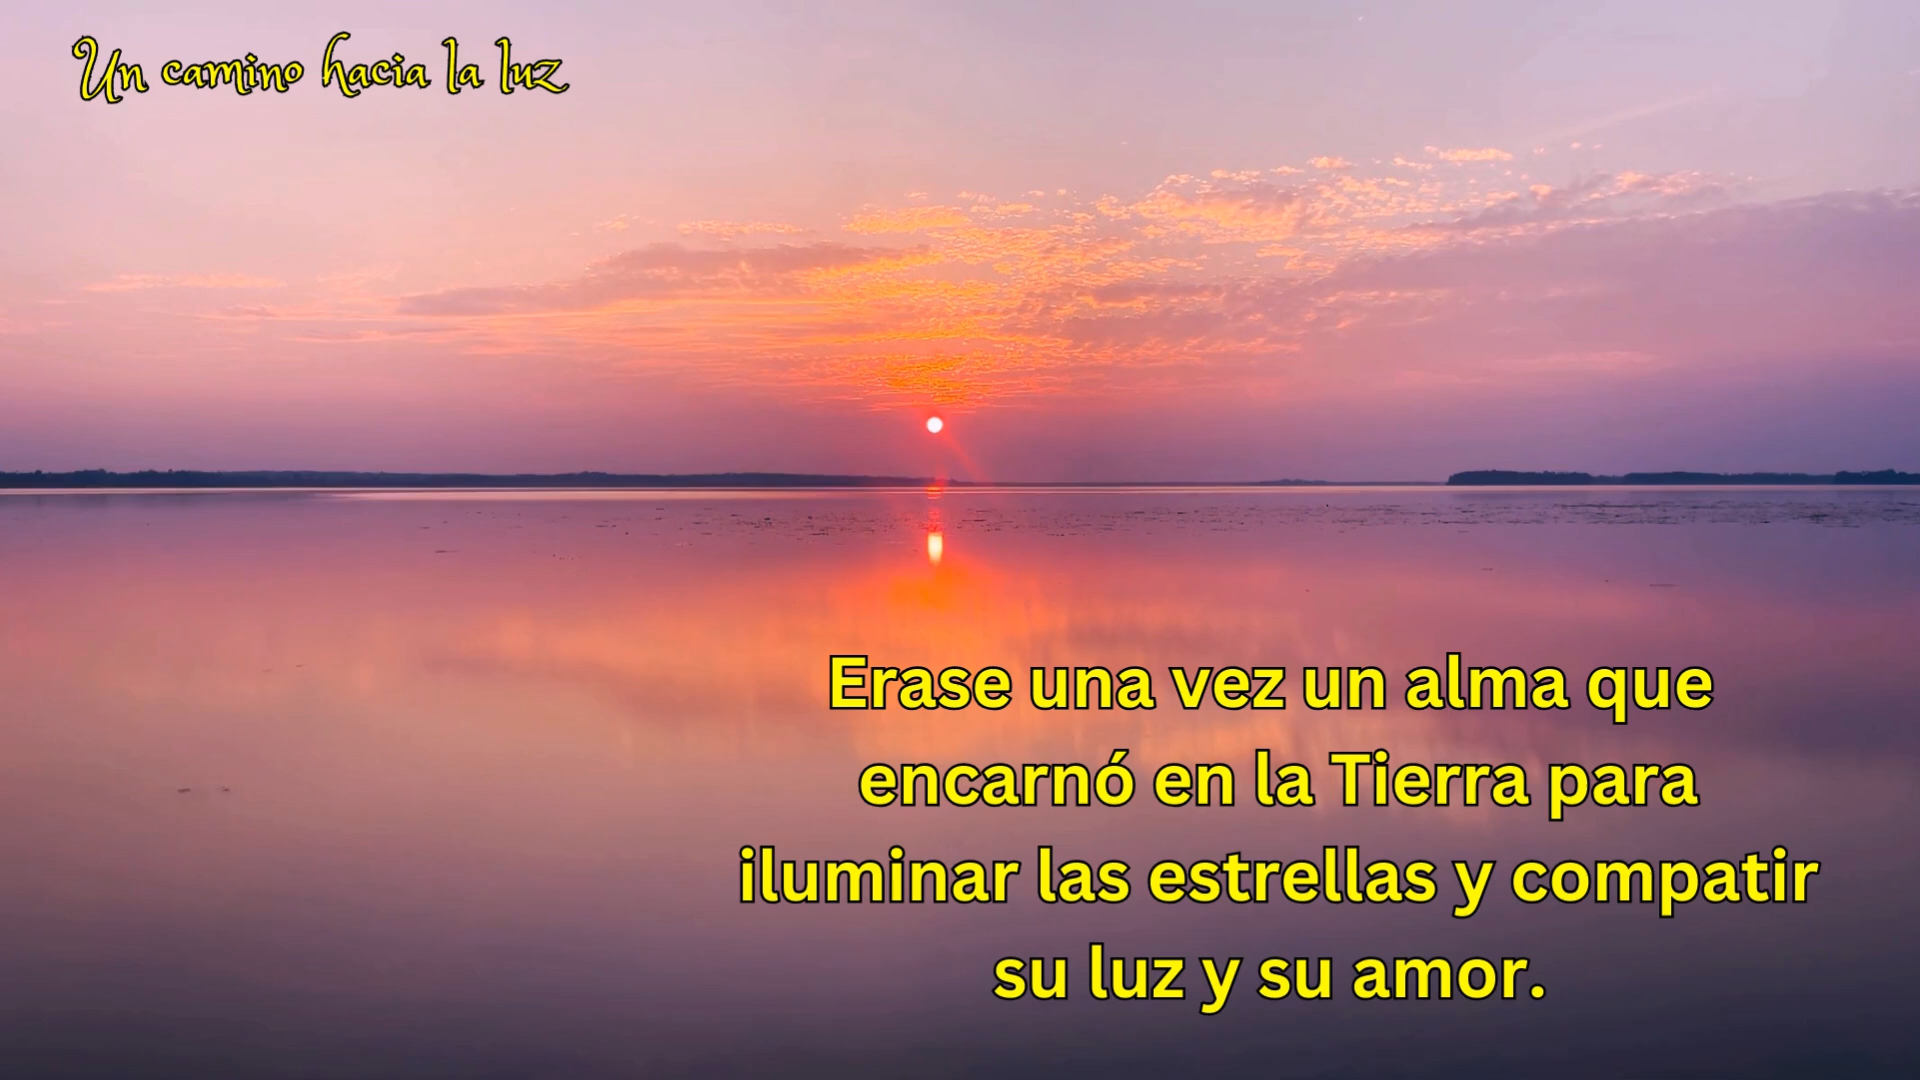 Un camino hacia la luz
Erase una vez un alma que
encarnó en la Tierra para
iluminar las estrellas y compatir
su luz y su amor.